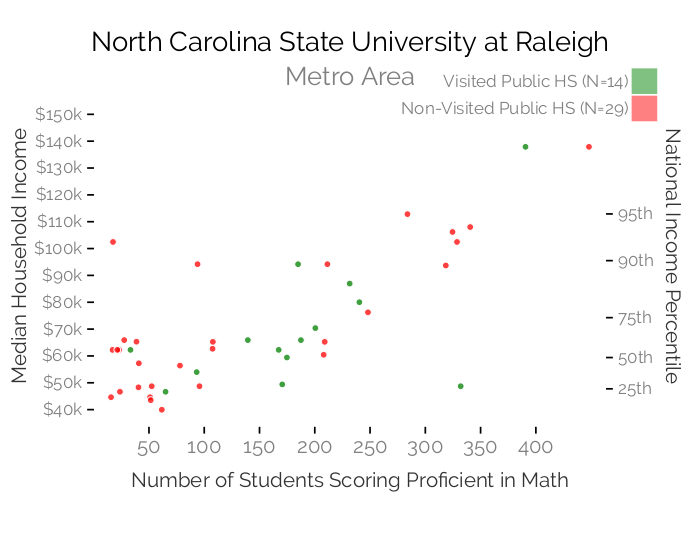 North Carolina State University at Raleigh
Metro Area
Visited Public HS (N=14)
Non-Visited Public HS (N=29)
Median Household Income
$150k
$140k
$130k
$120k
$110k
$100k
$90k
$80k
$70k
$60k
$50k
$40k
National Income Percentile
95th
90th
75th
50th
25th
50 100 150 200 250 300 350 400
Number of Students Scoring Proficient in Math